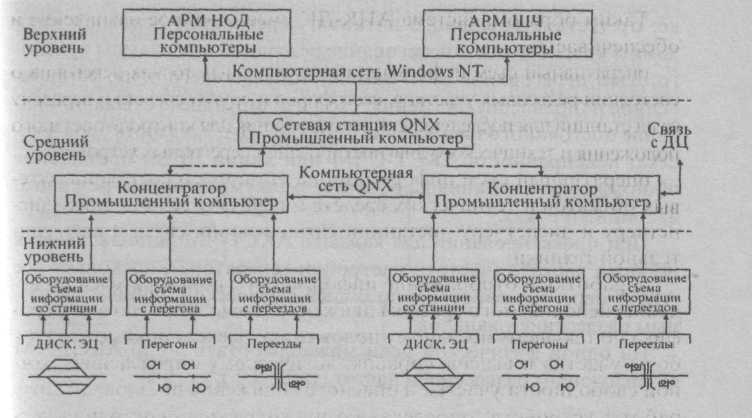 АРМ НОД
Персональные
компьютеры
АРМ ШЧ
Персональные
компьютеры
Верхний
уровень
Компьютерная сеть Windows NT
Сетевая станция QNX
Промышленный компьютер
Средний
уровень
Связь
с ДЦ
Концентратор
Промышленный компьютер
Компьютерная
сеть QNX
Концентратор
Промышленный компьютер
Нижний
уровень
Оборудование
съема
информации
со станции
Оборудование
съема
информации
с перегона
Оборудование
съема
информации
с переездов
Оборудование
съема
информации
со станции
Оборудование
съема
информации
с перегона
Оборудование
съема
информации
с переездов
ДИСК, ЭЦ
Перегоны
Переезды
ДИСК, ЭЦ
Перегоны
Переезды